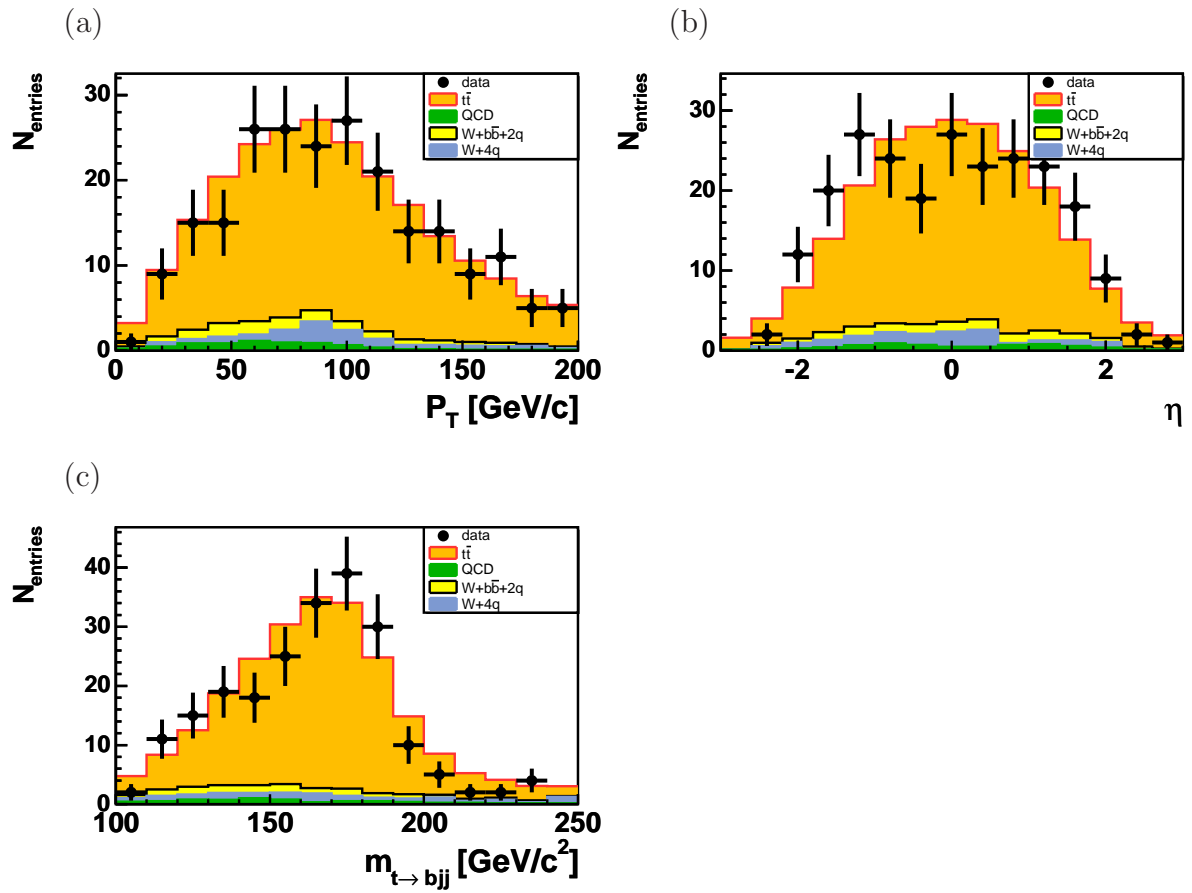 (a)
N_entries
30
20
10
0
0 50 100 150 200
P_T [GeV/c]
data
tt̄
QCD
W+bb̄+2q
W+4q
(b)
N_entries
30
20
10
0
-2 0 2
η
data
tt̄
QCD
W+bb̄+2q
W+4q
(c)
N_entries
40
30
20
10
0
100 150 200 250
m_t→ bjj [GeV/c²]
data
tt̄
QCD
W+bb̄+2q
W+4q